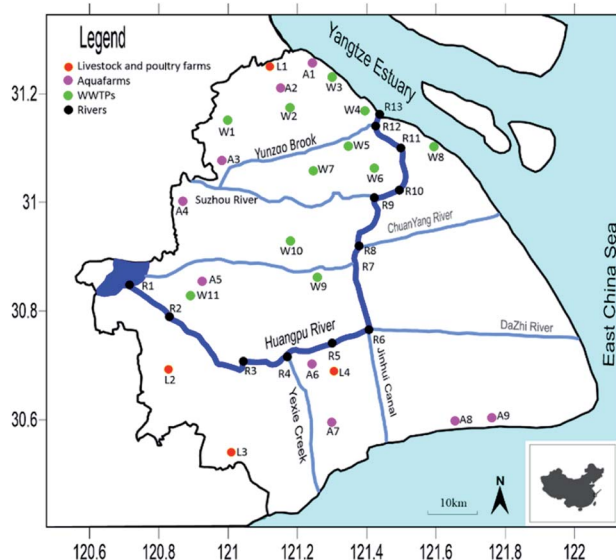 Legend
Livestock and poultry farms
Aquafarms
WWTPs
Rivers
Yangtze Estuary
East China Sea
31.2
31
30.8
30.6
120.6
120.8
121
121.2
121.4
121.6
121.8
122
L1
A1
A2
W3
W4
R13
W1
W2
R12
Yunzao Brook
W5
R11
W8
A3
W7
W6
R10
Suzhou River
R9
A4
ChuanYang River
W10
R8
R7
R1
A5
W11
W9
R2
Huangpu River
DaZhi River
R6
R5
R4
R3
L2
A6
L4
Yexie Creek
Jinhui Canal
A7
A8
A9
L3
10km
N